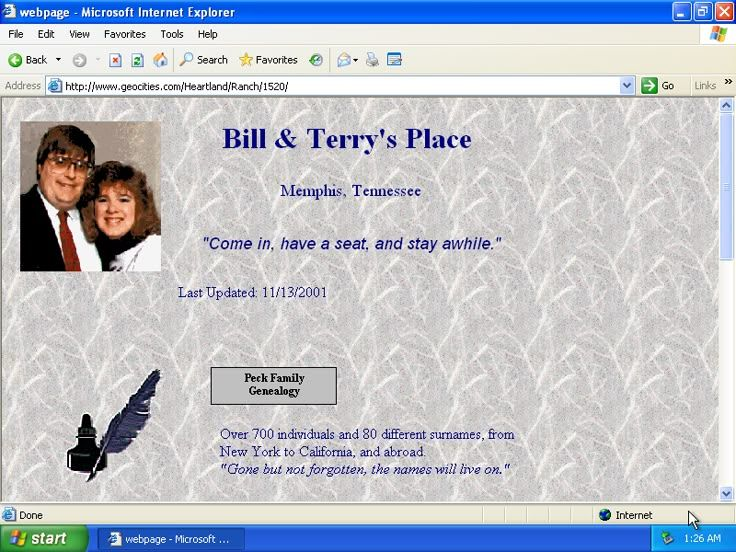 webpage - Microsoft Internet Explorer
File Edit View Favorites Tools Help
Back Search Favorites
Address http://www.geocities.com/Heartland/Ranch/1520/ Go Links »
Bill & Terry's Place
Memphis, Tennessee
"Come in, have a seat, and stay awhile."
Last Updated: 11/13/2001
Peck Family
Genealogy
Over 700 individuals and 80 different surnames, from
New York to California, and abroad.
"Gone but not forgotten, the names will live on."
Done Internet
start webpage - Microsoft ... 1:26 AM